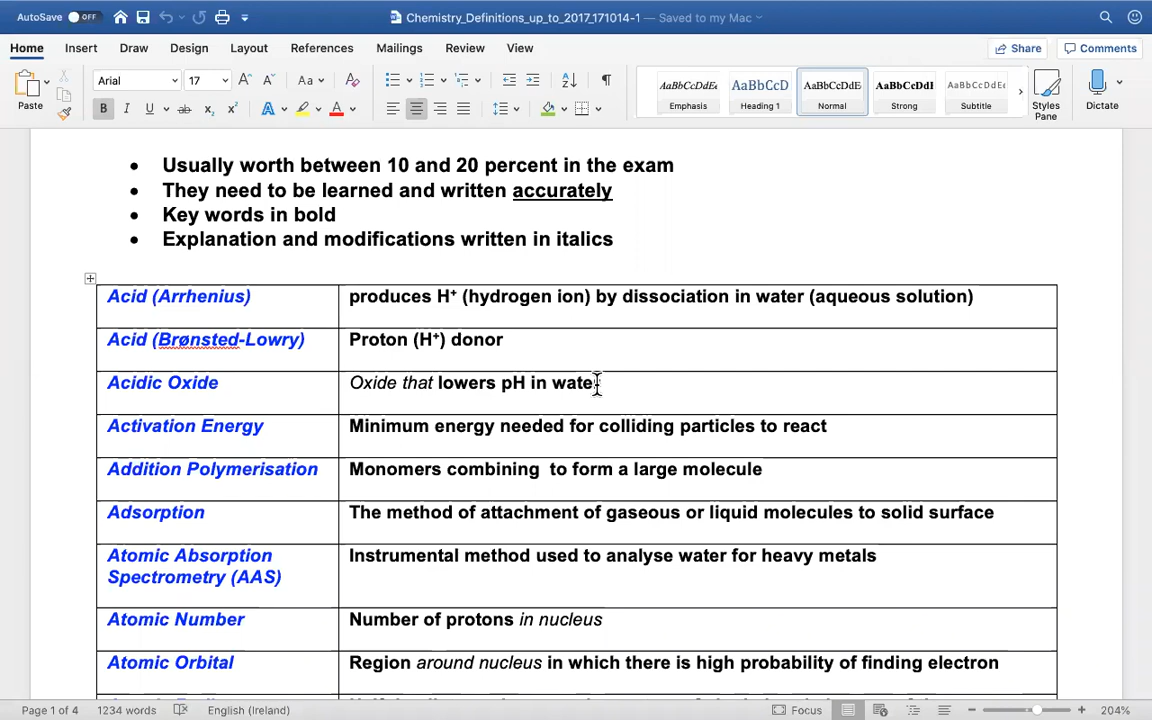 AutoSave OFF Chemistry_Definitions_up_to_2017_171014-1 — Saved to my Mac
Home Insert Draw Design Layout References Mailings Review View Share Comments
Paste Arial 17 Aa AaBbCcDdEe AaBbCcD AaBbCcDdEe AaBbCcDdI AaBbCcDdEe Dictate
Emphasis Heading 1 Normal Strong Subtitle Styles Pane
• Usually worth between 10 and 20 percent in the exam
• They need to be learned and written accurately
• Key words in bold
• Explanation and modifications written in italics
Acid (Arrhenius) produces H⁺ (hydrogen ion) by dissociation in water (aqueous solution)
Acid (Brønsted-Lowry) Proton (H⁺) donor
Acidic Oxide Oxide that lowers pH in water
Activation Energy Minimum energy needed for colliding particles to react
Addition Polymerisation Monomers combining to form a large molecule
Adsorption The method of attachment of gaseous or liquid molecules to solid surface
Atomic Absorption Instrumental method used to analyse water for heavy metals
Spectrometry (AAS)
Atomic Number Number of protons in nucleus
Atomic Orbital Region around nucleus in which there is high probability of finding electron
Page 1 of 4 1234 words English (Ireland) Focus 204%